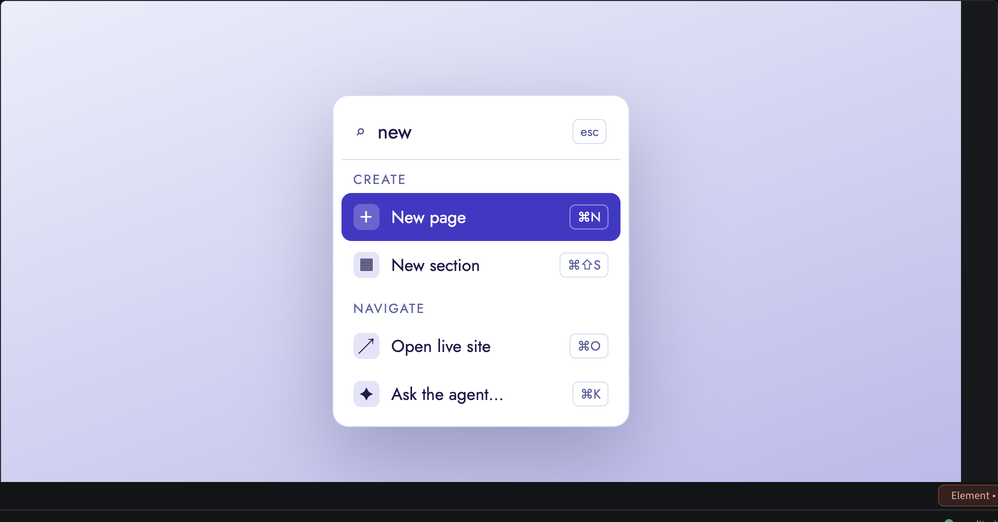 new
esc
CREATE
New page
⌘N
New section
⌘⇧S
NAVIGATE
Open live site
⌘O
Ask the agent...
⌘K
Element